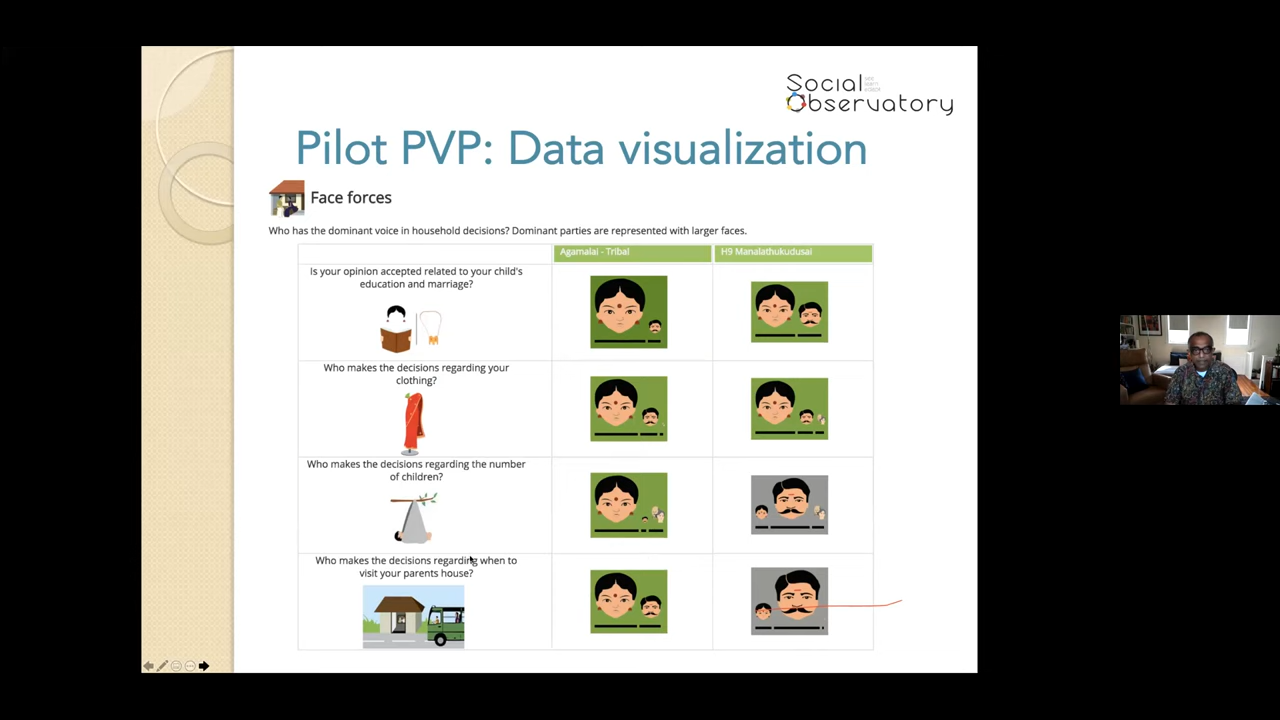 Social
see
learn
vision
Observatory
Pilot PVP: Data visualization
Face forces
Who has the dominant voice in household decisions? Dominant parties are represented with larger faces.
Agamalai - Tribal
H9 Manalathukudusai
Is your opinion accepted related to your child's
education and marriage?
Who makes the decisions regarding your
clothing?
Who makes the decisions regarding the number
of children?
Who makes the decisions regarding when to
visit your parents house?